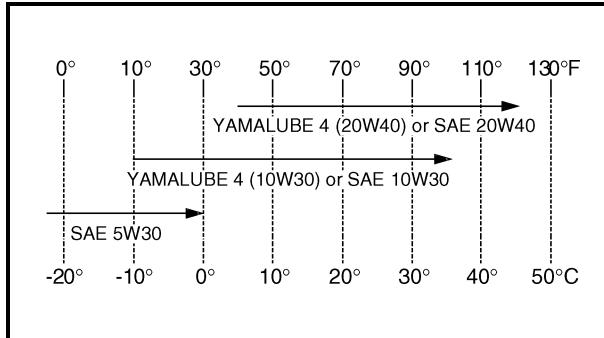 0° 10° 30° 50° 70° 90° 110° 130°F
YAMALUBE 4 (20W40) or SAE 20W40
YAMALUBE 4 (10W30) or SAE 10W30
SAE 5W30
-20° -10° 0° 10° 20° 30° 40° 50°C